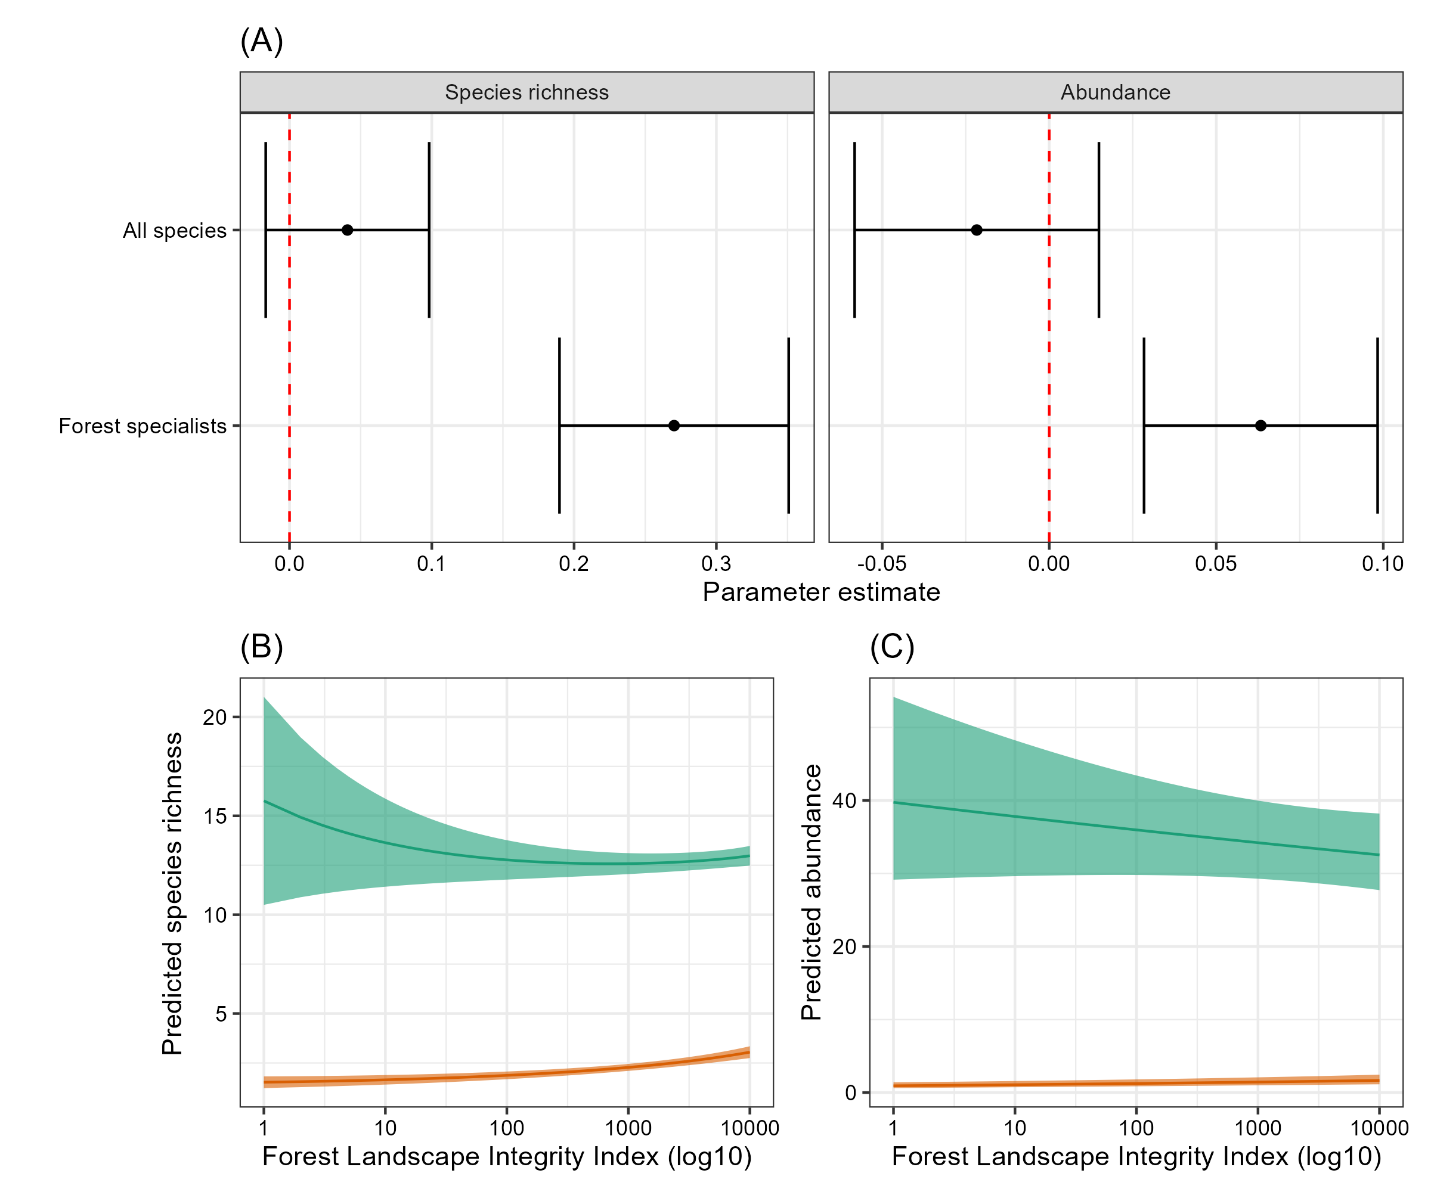 (A)
Species richness
Abundance
All species
Forest specialists
0.0 0.1 0.2 0.3
-0.05 0.00 0.05 0.10
Parameter estimate
(B)
Predicted species richness
20
15
10
5
1 10 100 1000 10000
Forest Landscape Integrity Index (log10)
(C)
Predicted abundance
40
20
0
1 10 100 1000 10000
Forest Landscape Integrity Index (log10)